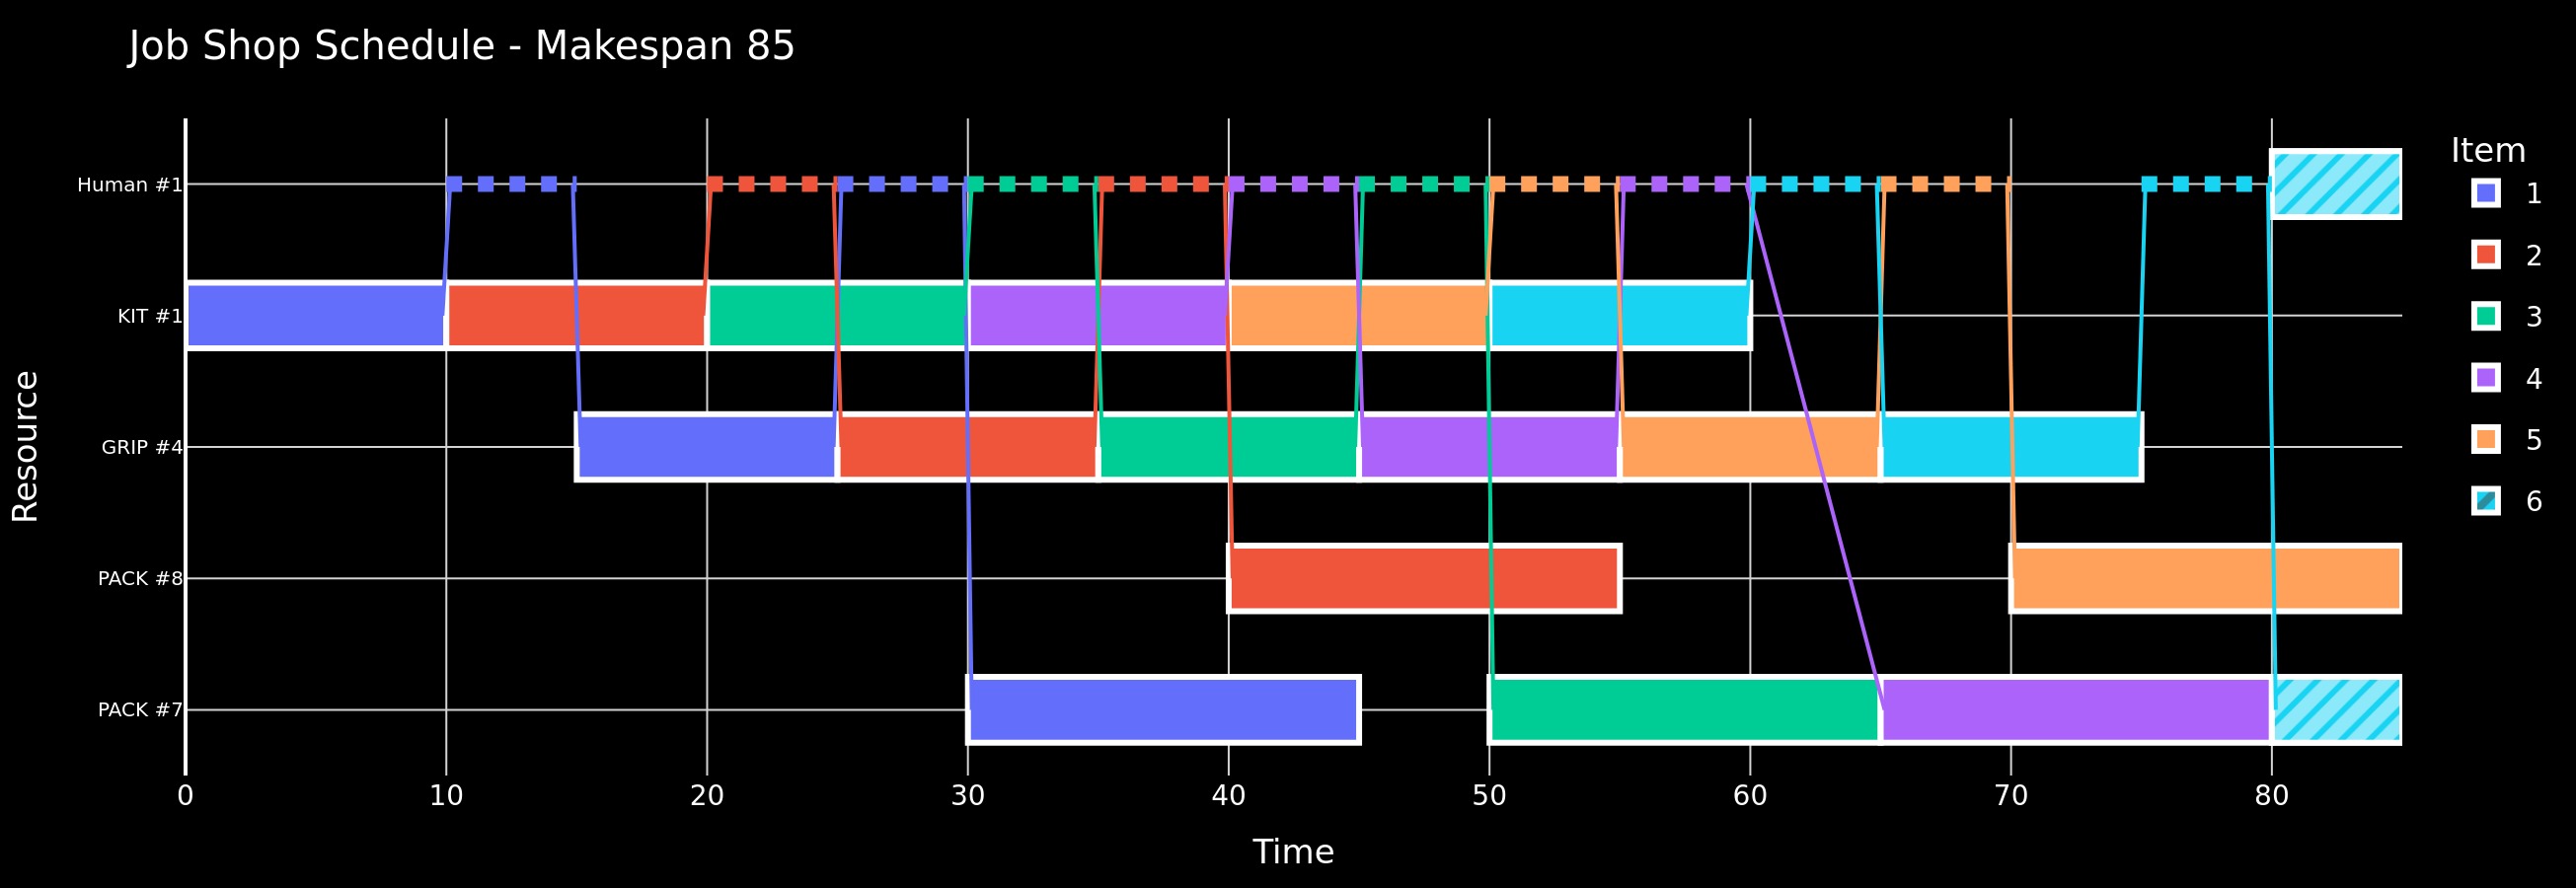 Job Shop Schedule - Makespan 85
Item
1
2
3
4
5
6
Resource
Human #1
KIT #1
GRIP #4
PACK #8
PACK #7
0 10 20 30 40 50 60 70 80
Time